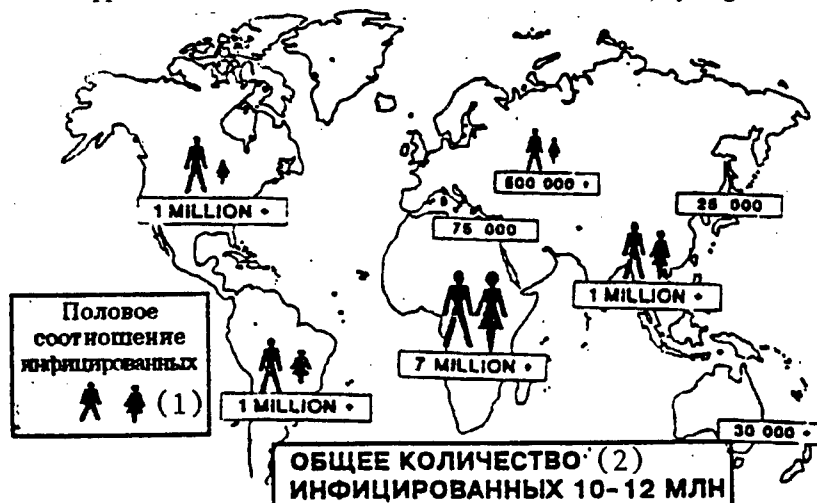 1 MILLION +
500 000 +
25 000
75 000
1 MILLION +
Половое
соотношение
инфицированных
(1)
7 MILLION +
1 MILLION +
30 000 +
ОБЩЕЕ КОЛИЧЕСТВО (2)
ИНФИЦИРОВАННЫХ 10-12 МЛН